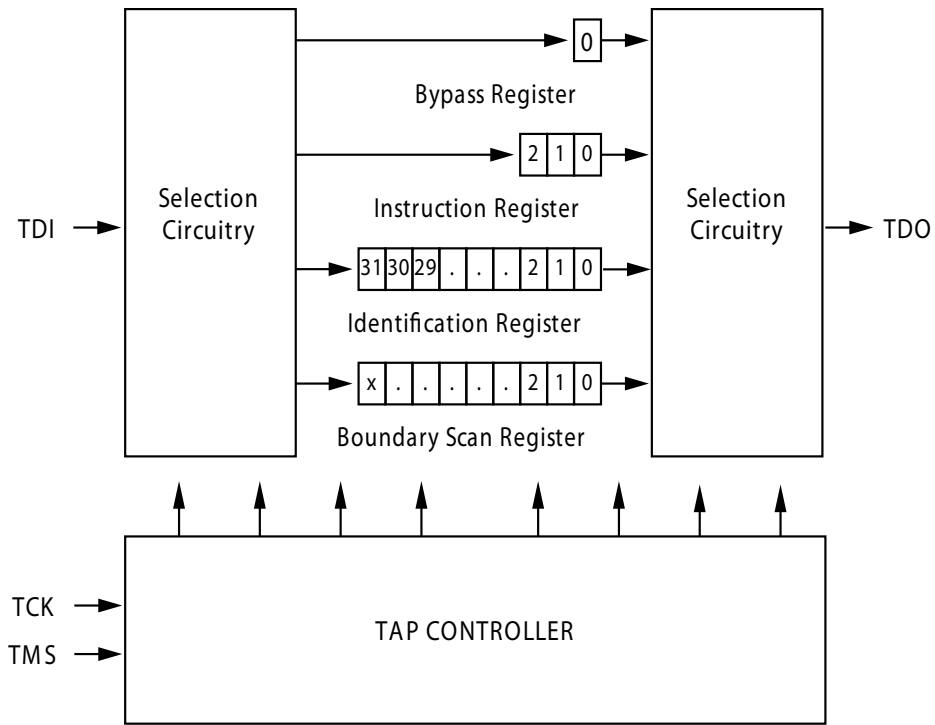 0
Bypass Register
2 1 0
Selection
Circuitry
Instruction Register
Selection
Circuitry
TDI
TDO
31 30 29 . . . 2 1 0
Identification Register
x . . . . . 2 1 0
Boundary Scan Register
TCK
TAP CONTROLLER
TMS